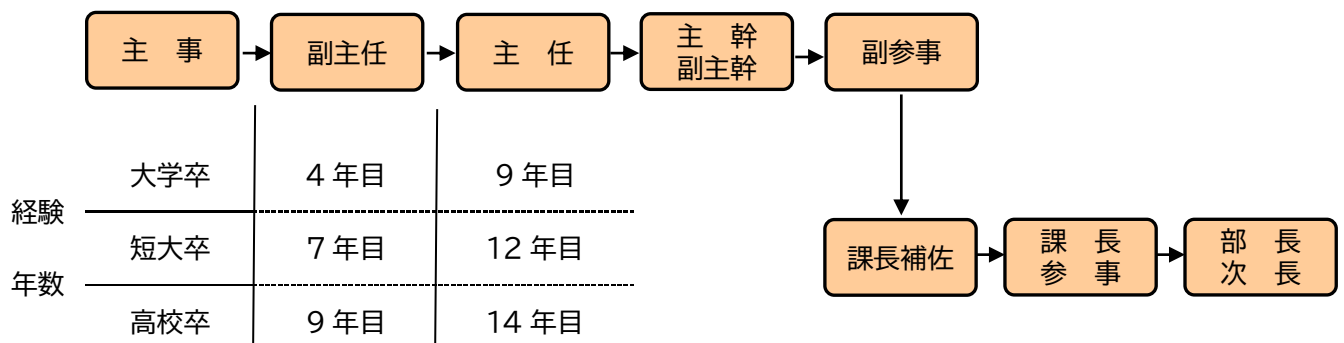 主　事
副主任
主　任
主　幹
副主幹
副参事
大学卒
4 年目
9 年目
経験
短大卒
7 年目
12 年目
年数
高校卒
9 年目
14 年目
課長補佐
課　長
参　事
部　長
次　長